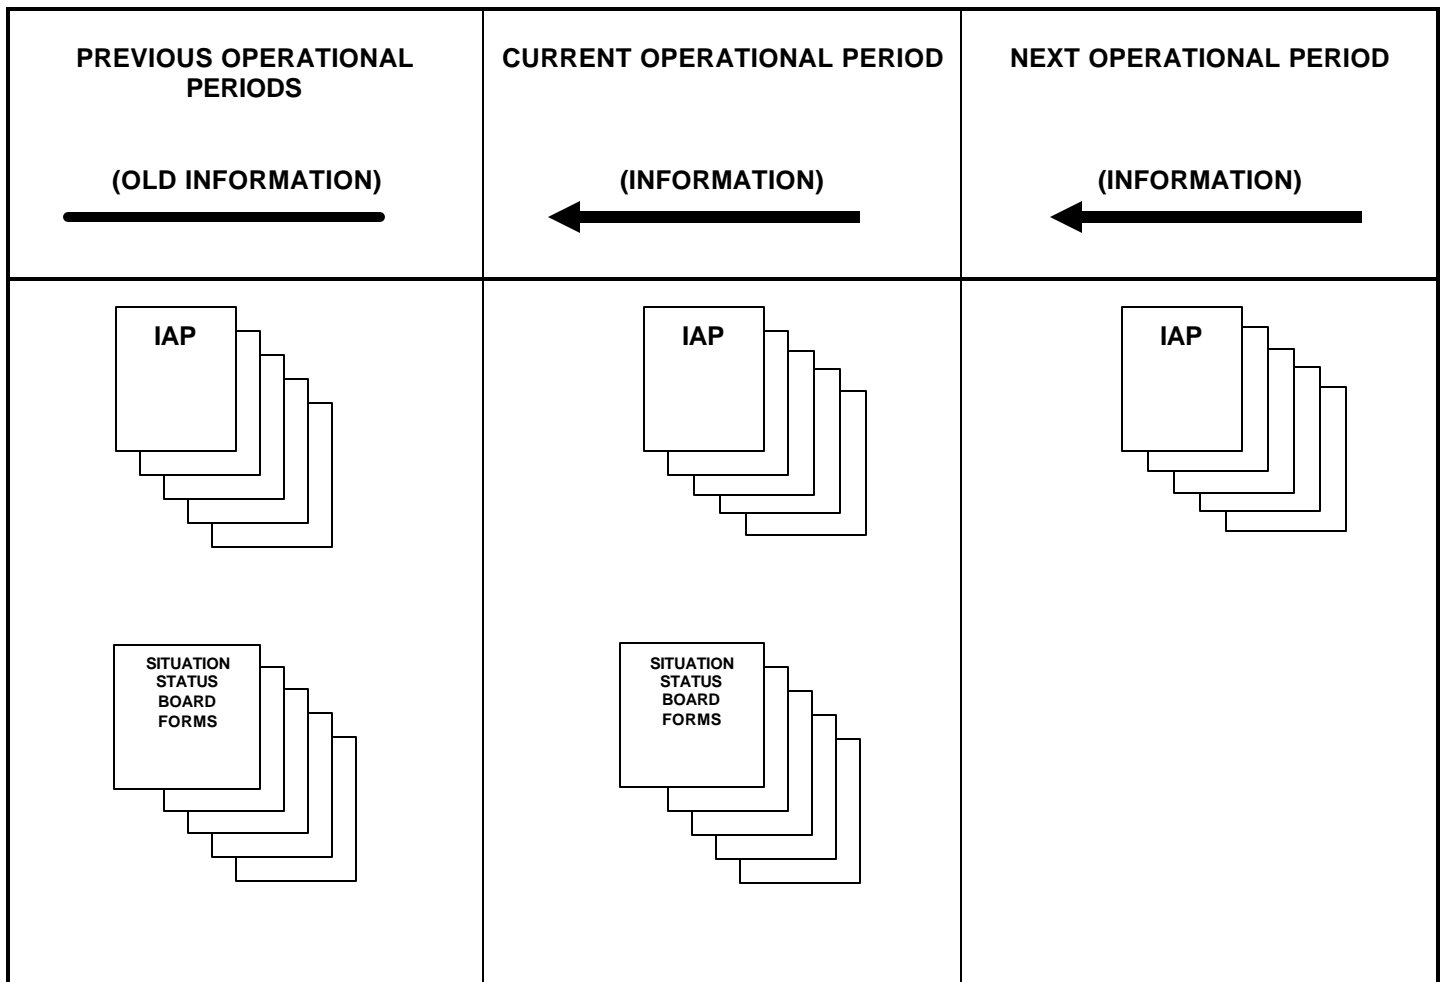 PREVIOUS OPERATIONAL
PERIODS
(OLD INFORMATION)
CURRENT OPERATIONAL PERIOD
(INFORMATION)
NEXT OPERATIONAL PERIOD
(INFORMATION)
IAP
IAP
IAP
SITUATION
STATUS
BOARD
FORMS
SITUATION
STATUS
BOARD
FORMS